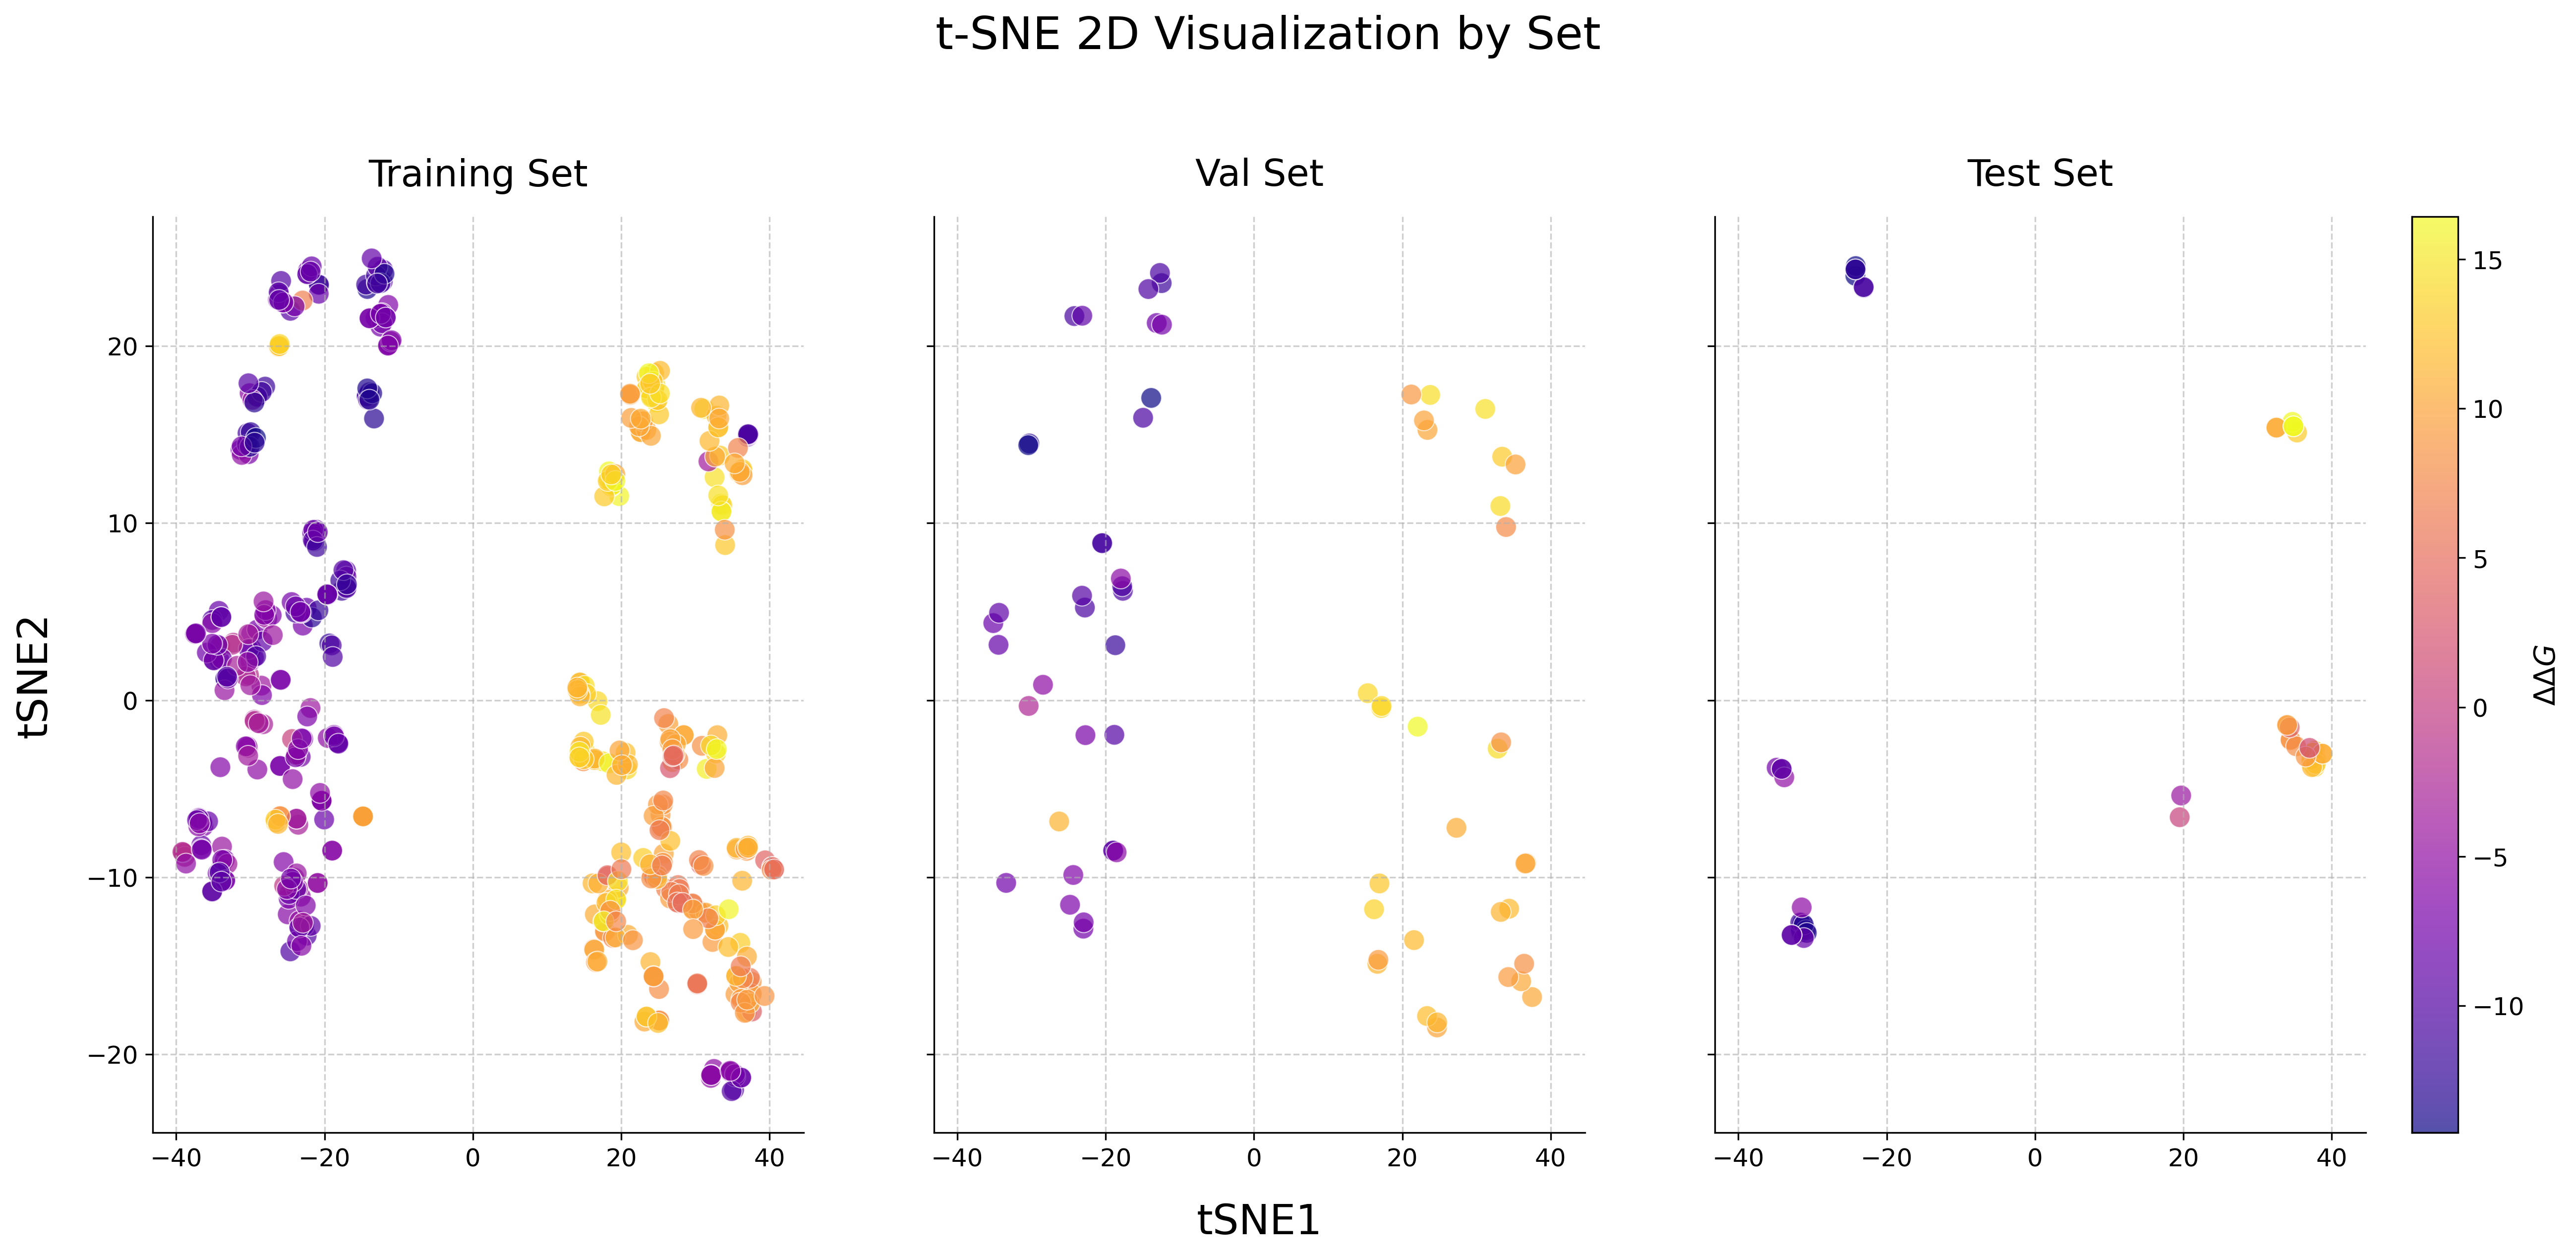 t-SNE 2D Visualization by Set
Training Set
Val Set
Test Set
tSNE2
20
10
0
−10
−20
−40 −20 0 20 40
−40 −20 0 20 40
−40 −20 0 20 40
tSNE1
15
10
5
0
−5
−10
ΔΔG